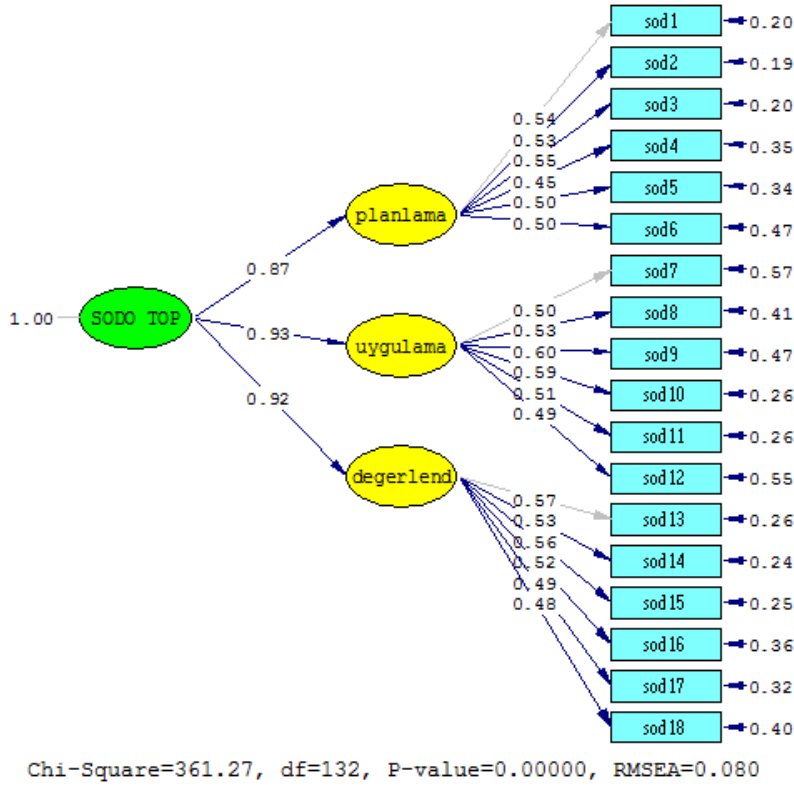 sod1 0.20
sod2 0.19
sod3 0.20
sod4 0.35
sod5 0.34
sod6 0.47
sod7 0.57
sod8 0.41
sod9 0.47
sod10 0.26
sod11 0.26
sod12 0.55
sod13 0.26
sod14 0.24
sod15 0.25
sod16 0.36
sod17 0.32
sod18 0.40
0.54
0.53
0.55
0.45
0.50
0.50
planlama
0.87
0.50
0.53
0.60
0.59
0.51
0.49
1.00 SODO TOP
0.93
uygulama
0.92
degerlend
0.57
0.53
0.56
0.52
0.49
0.48
Chi-Square=361.27, df=132, P-value=0.00000, RMSEA=0.080